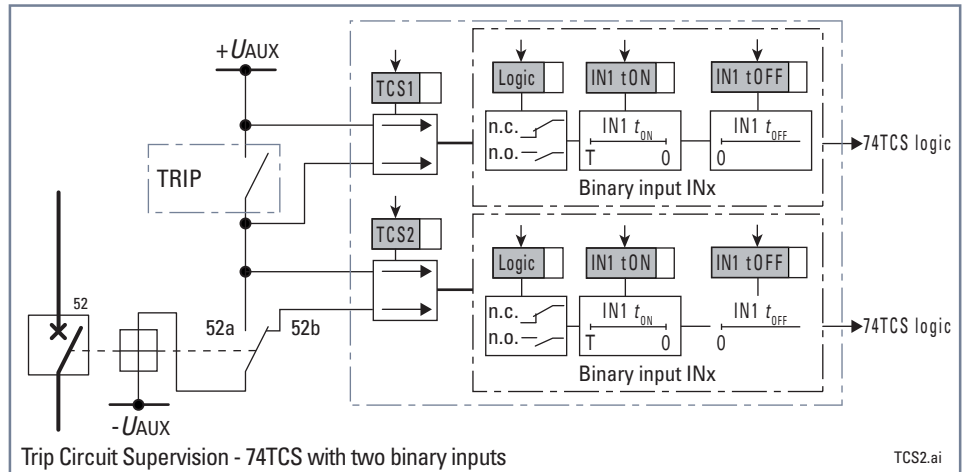 +UAUX
TCS1
Logic
IN1 tON
IN1 tOFF
n.c.
n.o.
IN1 tON
T 0
IN1 tOFF
0
Binary input INx
74TCS logic
TRIP
TCS2
Logic
IN1 tON
IN1 tOFF
n.c.
n.o.
IN1 tON
T 0
IN1 tOFF
0
Binary input INx
74TCS logic
52
52a
52b
-UAUX
Trip Circuit Supervision - 74TCS with two binary inputs
TCS2.ai